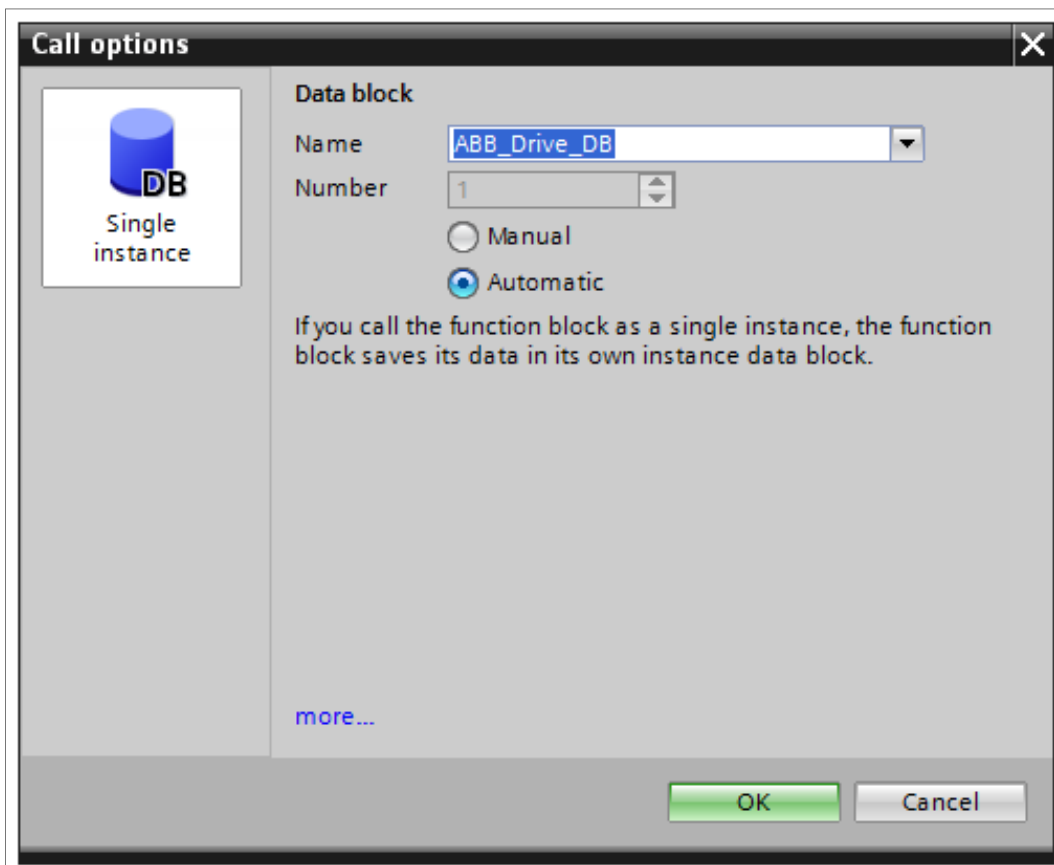 Call options
Data block
Name
ABB_Drive_DB
Number
1
Manual
Automatic
DB
Single
instance
If you call the function block as a single instance, the function
block saves its data in its own instance data block.
more...
OK
Cancel